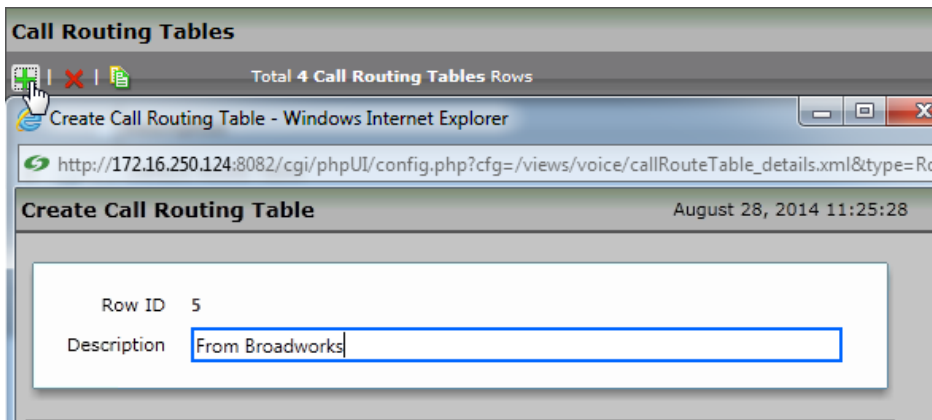 Call Routing Tables
Total 4 Call Routing Tables Rows
Create Call Routing Table - Windows Internet Explorer
http://172.16.250.124:8082/cgi/phpUI/config.php?cfg=/views/voice/callRouteTable_details.xml&type=Ro
Create Call Routing Table August 28, 2014 11:25:28
Row ID 5
Description From Broadworks